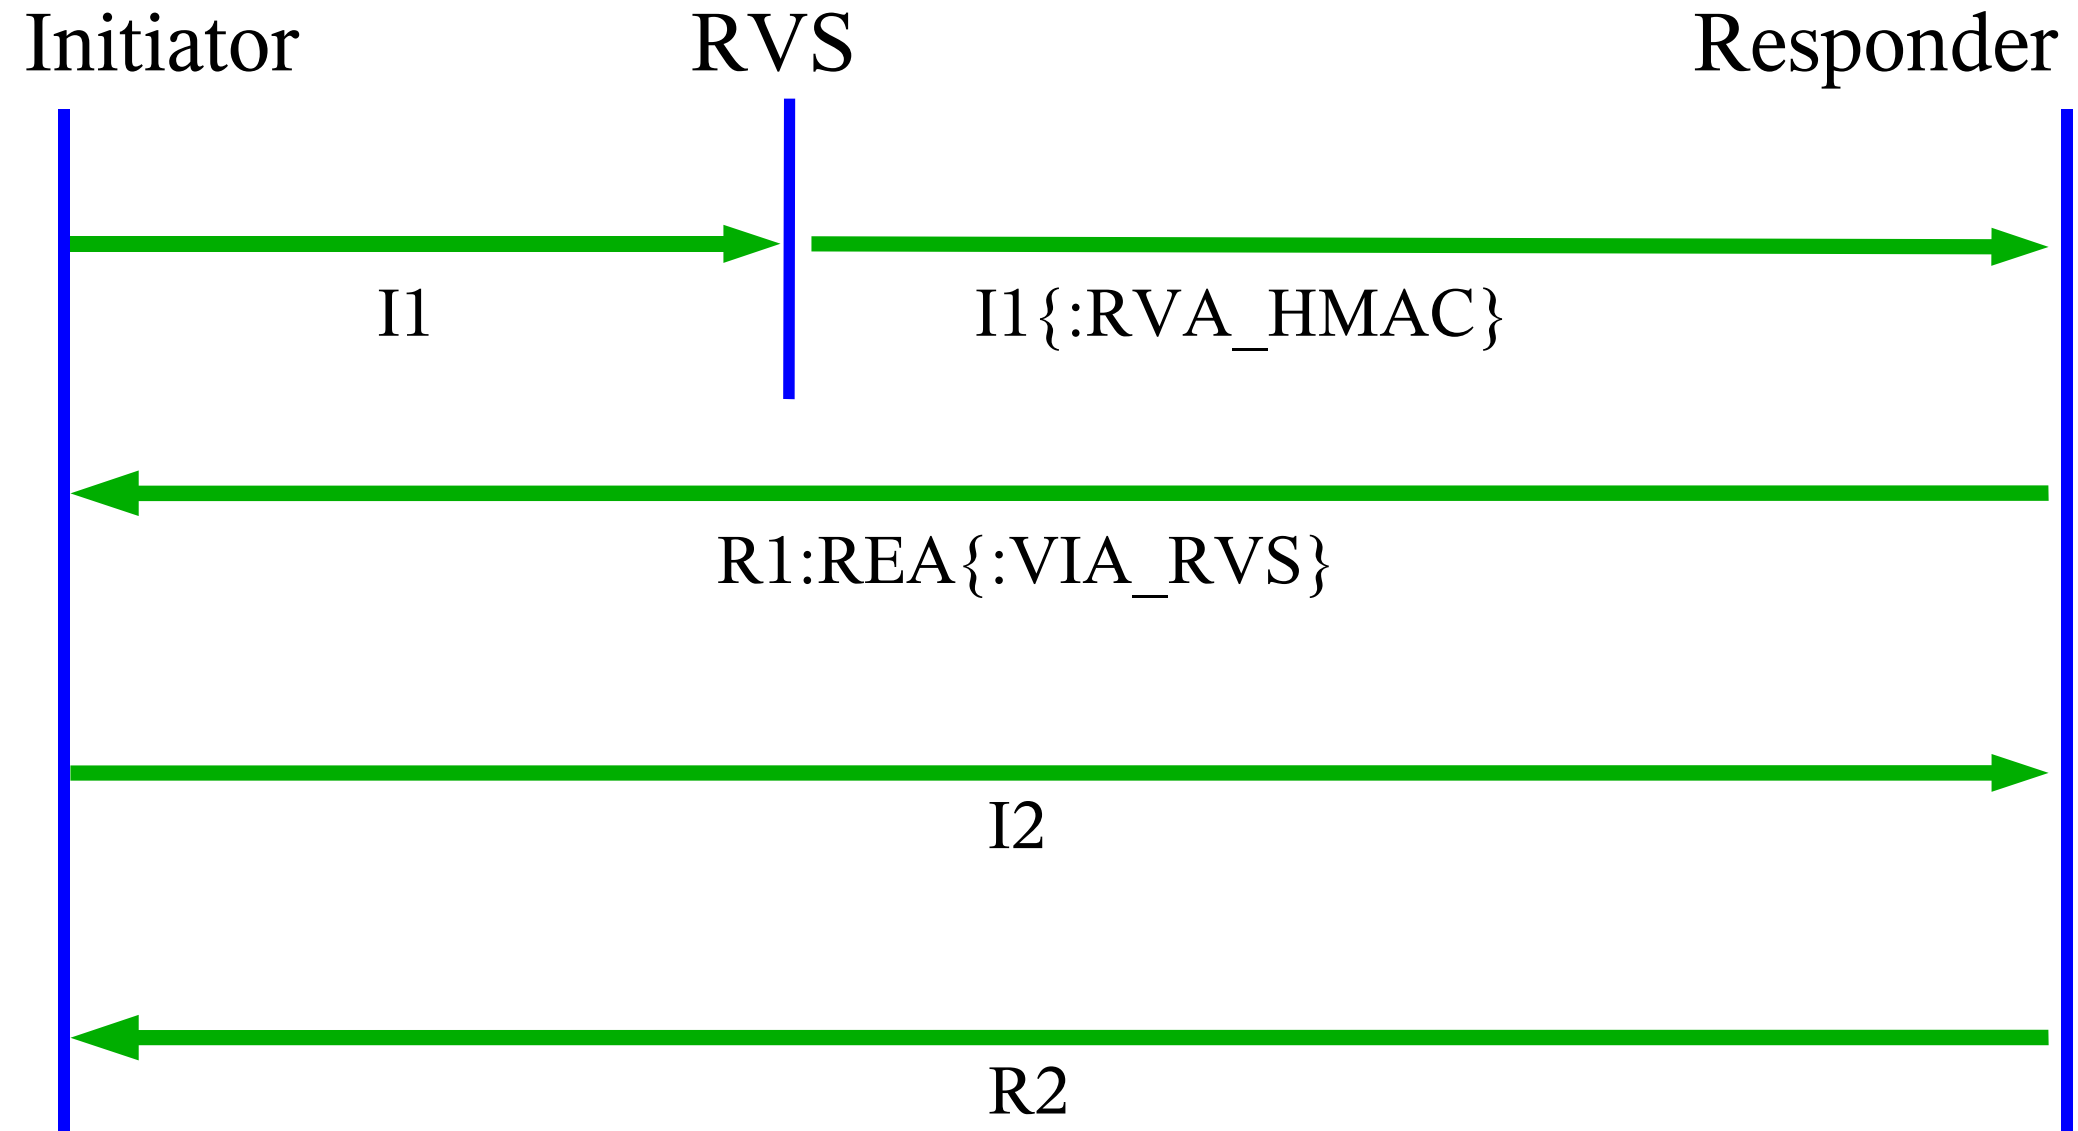 Initiator RVS Responder
I1 I1{:RVA_HMAC}
R1:REA{:VIA_RVS}
I2
R2